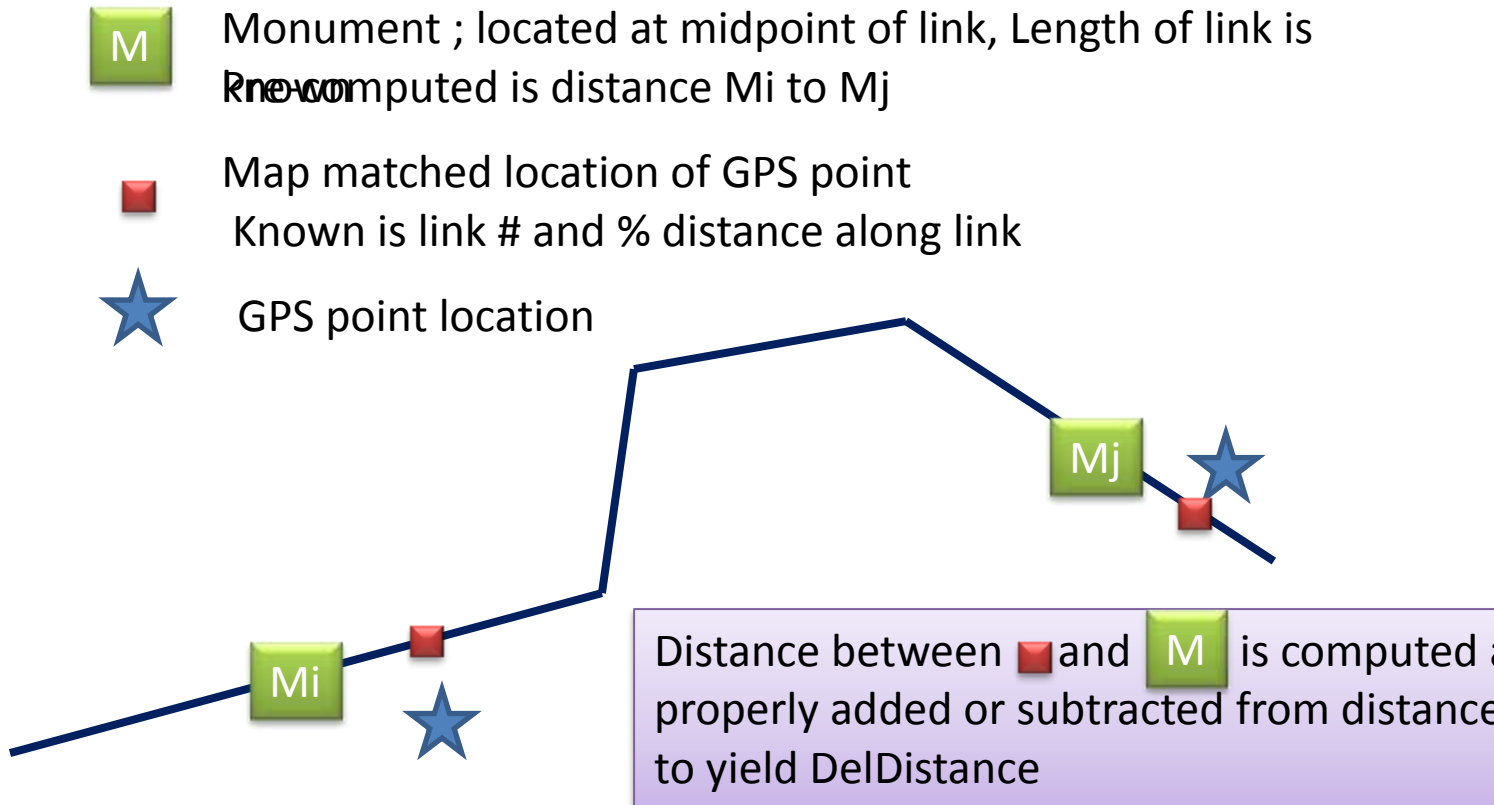 M
Monument ; located at midpoint of link, Length of link is
known
Pre-computed is distance Mi to Mj
Map matched location of GPS point
Known is link # and % distance along link
GPS point location
Mj
Mi
Distance between and M is computed a
properly added or subtracted from distance
to yield DelDistance